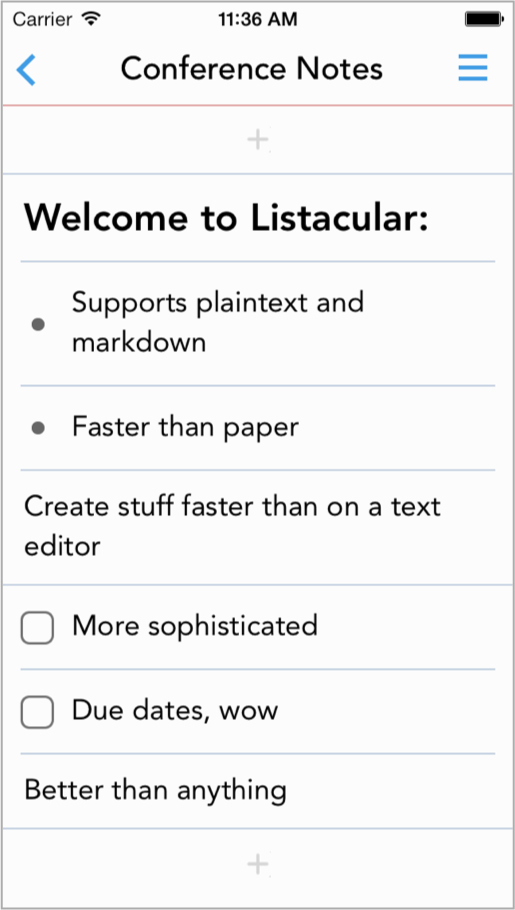 Carrier 11:36 AM
Conference Notes
+
Welcome to Listacular:
Supports plaintext and
markdown
Faster than paper
Create stuff faster than on a text
editor
More sophisticated
Due dates, wow
Better than anything
+